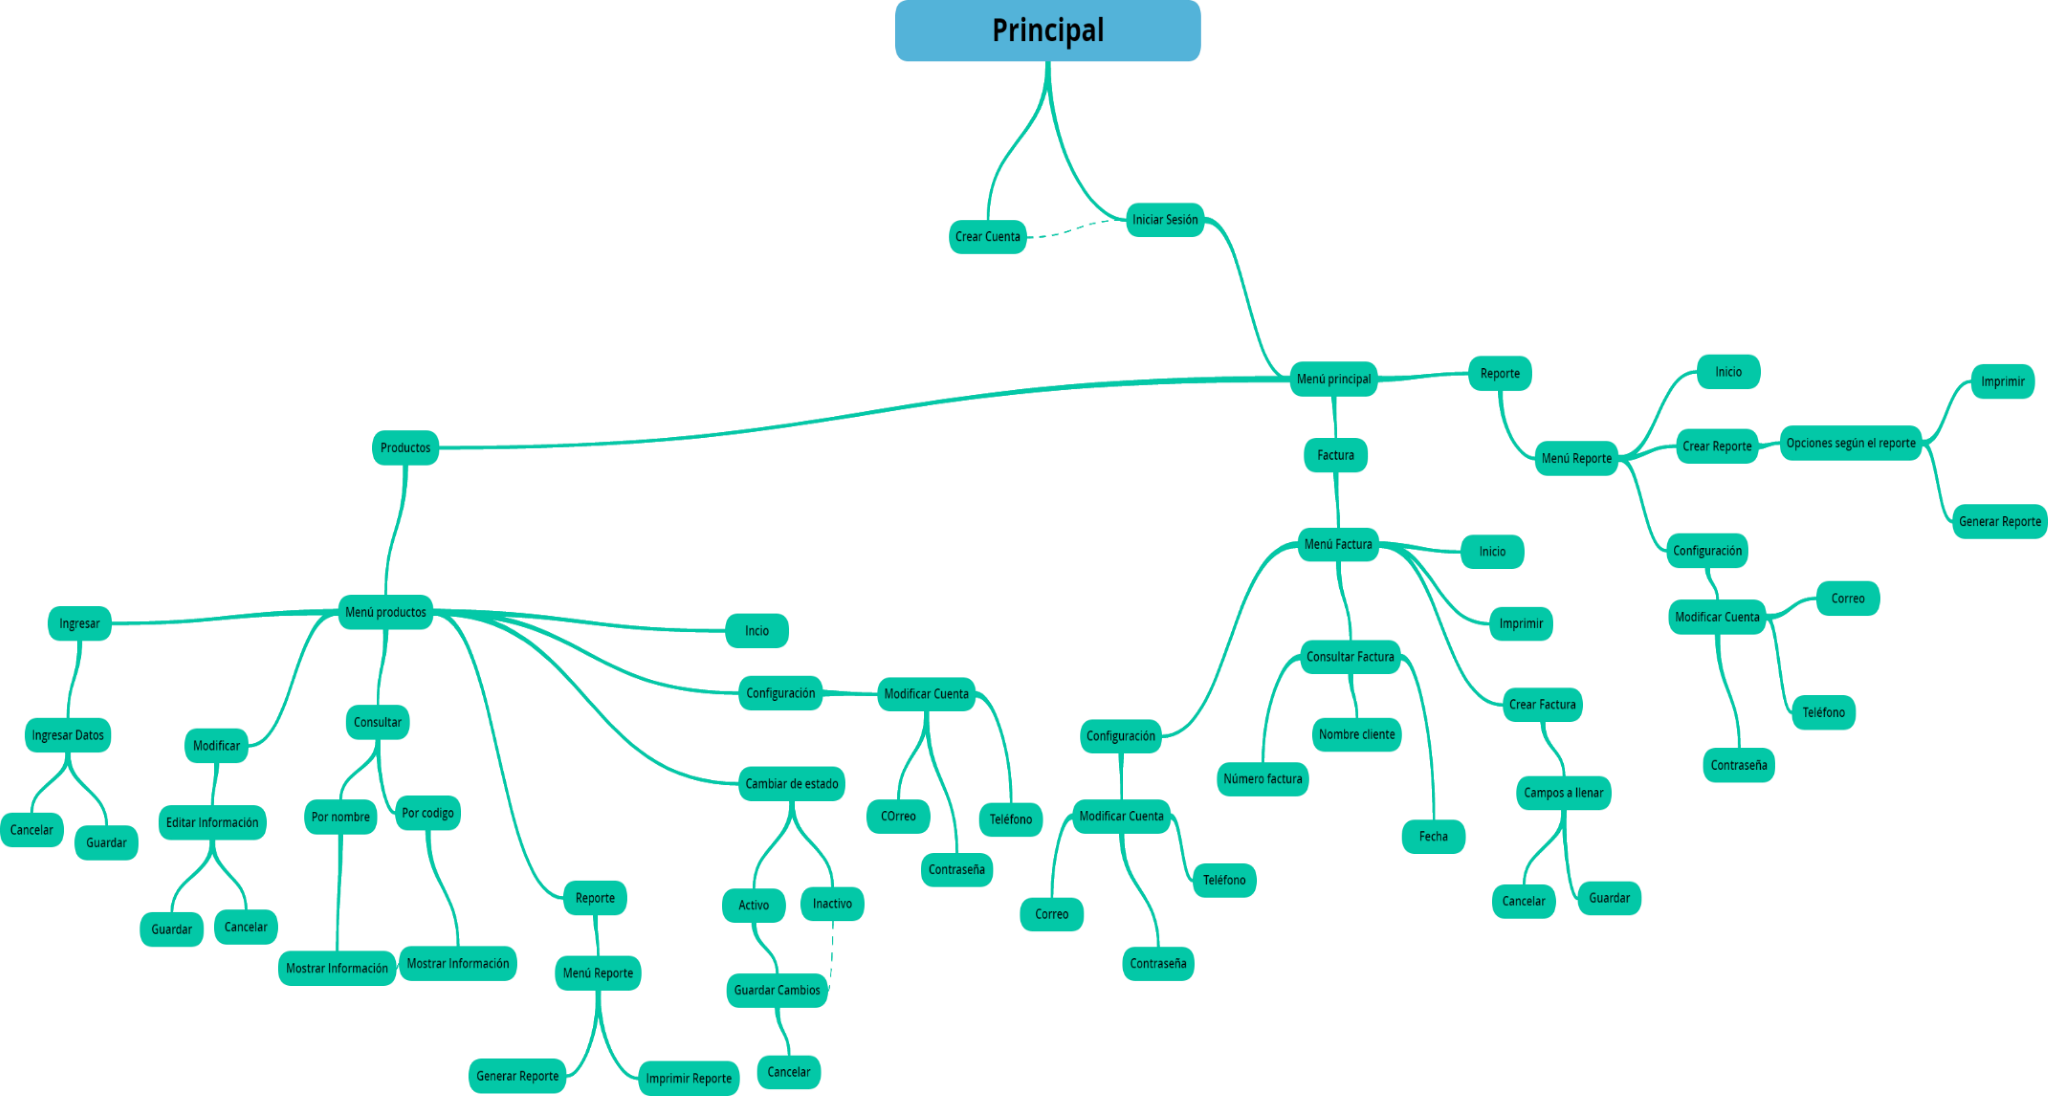 Principal
Crear Cuenta
Iniciar Sesión
Menú principal
Productos
Menú productos
Ingresar
Ingresar Datos
Cancelar
Guardar
Modificar
Editar Información
Guardar
Cancelar
Consultar
Por nombre
Por codigo
Mostrar Información
Mostrar Información
Reporte
Menú Reporte
Generar Reporte
Imprimir Reporte
Cambiar de estado
Activo
Inactivo
Guardar Cambios
Cancelar
Configuración
Modificar Cuenta
COrreo
Contraseña
Teléfono
Incio
Factura
Menú Factura
Configuración
Modificar Cuenta
Correo
Contraseña
Teléfono
Consultar Factura
Número factura
Nombre cliente
Fecha
Crear Factura
Campos a llenar
Cancelar
Guardar
Imprimir
Inicio
Reporte
Menú Reporte
Inicio
Crear Reporte
Opciones según el reporte
Imprimir
Generar Reporte
Configuración
Modificar Cuenta
Correo
Teléfono
Contraseña